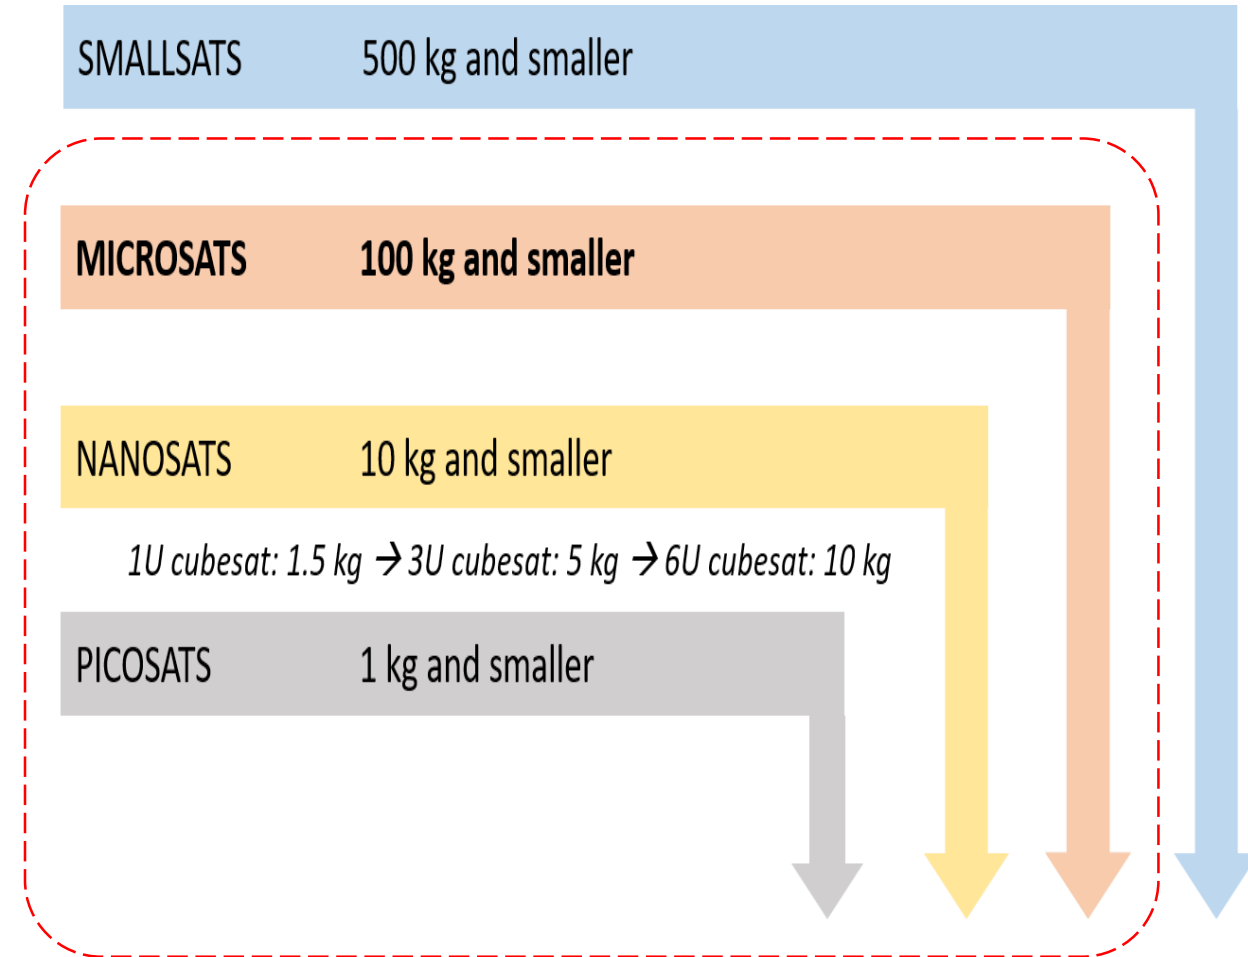 SMALLSATS 500 kg and smaller
MICROSATS 100 kg and smaller
NANOSATS 10 kg and smaller
1U cubesat: 1.5 kg → 3U cubesat: 5 kg → 6U cubesat: 10 kg
PICOSATS 1 kg and smaller